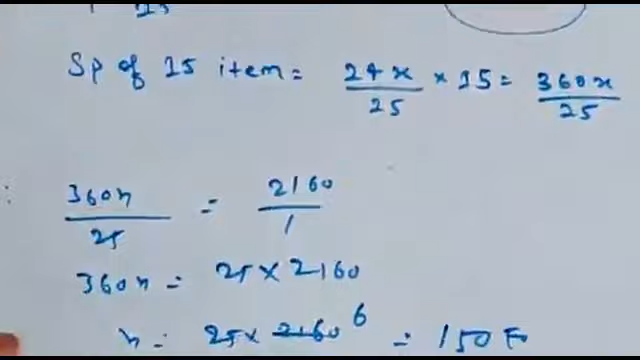 25
Sp of 15 item = 24x/25 × 15 = 360x/25
360x/25 = 2160/1
360x = 25 × 2160
x = 25 × 2160 6 = 150